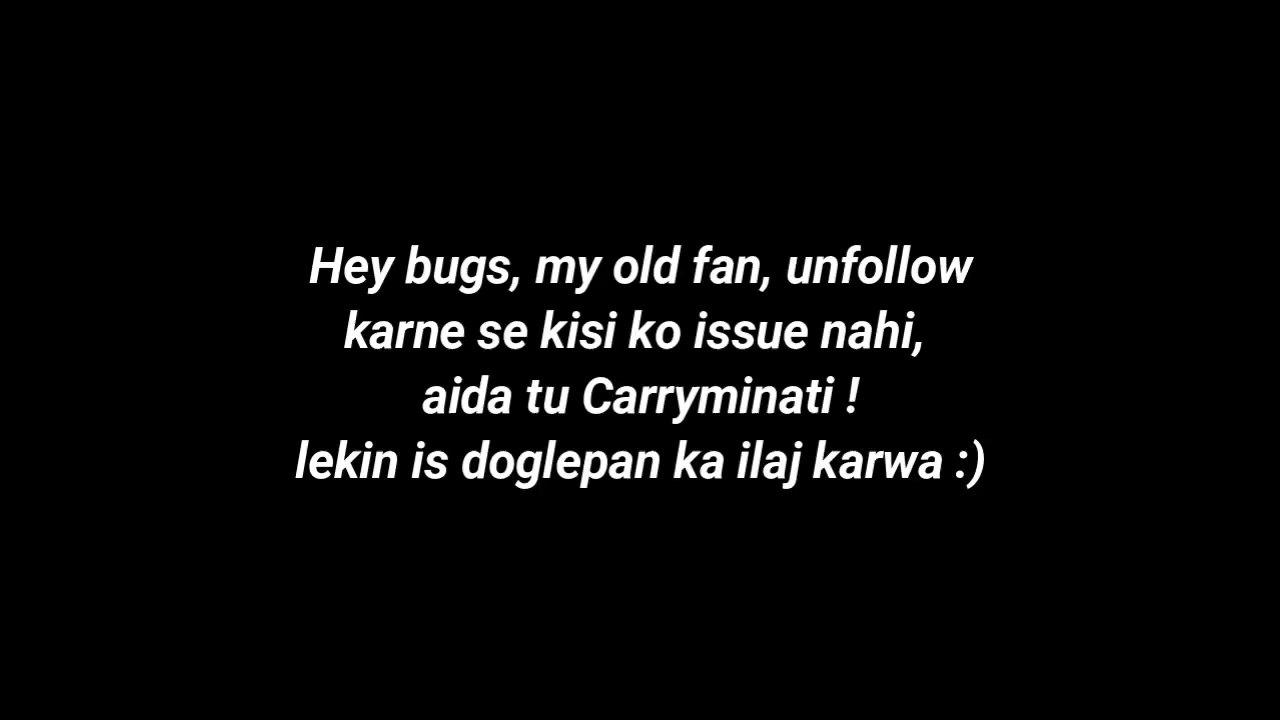 Hey bugs, my old fan, unfollow
karne se kisi ko issue nahi,
aida tu Carryminati !
lekin is doglepan ka ilaj karwa :)